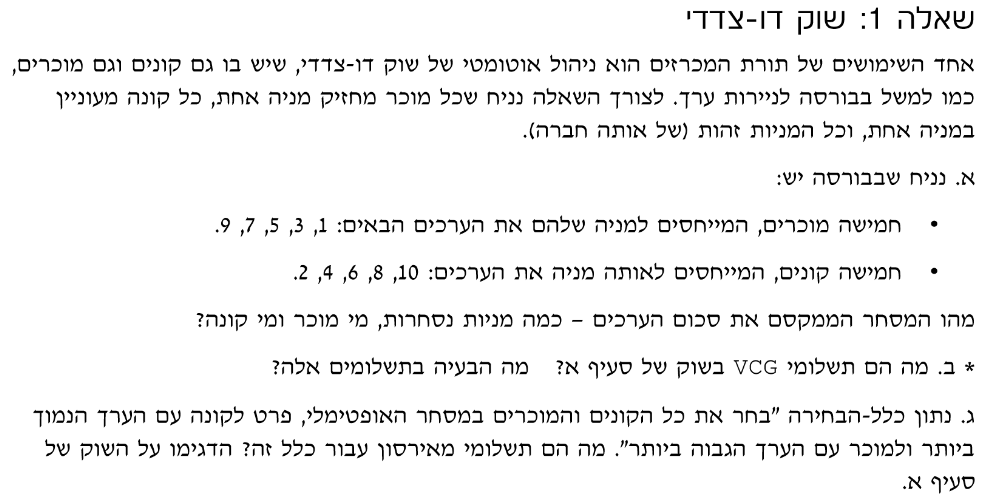 שאלה 1: שוק דו-צדדי
אחד השימושים של תורת המכרזים הוא ניהול אוטומטי של שוק דו-צדדי, שיש בו גם קונים וגם מוכרים,
כמו למשל בבורסה לניירות ערך. לצורך השאלה נניח שכל מוכר מחזיק מניה אחת, כל קונה מעוניין
במניה אחת, וכל המניות זהות (של אותה חברה).
א. נניח שבבורסה יש:
• חמישה מוכרים, המייחסים למניה שלהם את הערכים הבאים: 1, 3, 5, 7, 9.
• חמישה קונים, המייחסים לאותה מניה את הערכים: 10, 8, 6, 4, 2.
מהו המסחר הממקסם את סכום הערכים – כמה מניות נסחרות, מי מוכר ומי קונה?
* ב. מה הם תשלומי VCG בשוק של סעיף א? מה הבעיה בתשלומים אלה?
ג. נתון כלל-הבחירה "בחר את כל הקונים והמוכרים במסחר האופטימלי, פרט לקונה עם הערך הנמוך
ביותר ולמוכר עם הערך הגבוה ביותר". מה הם תשלומי מאירסון עבור כלל זה? הדגימו על השוק של
סעיף א.